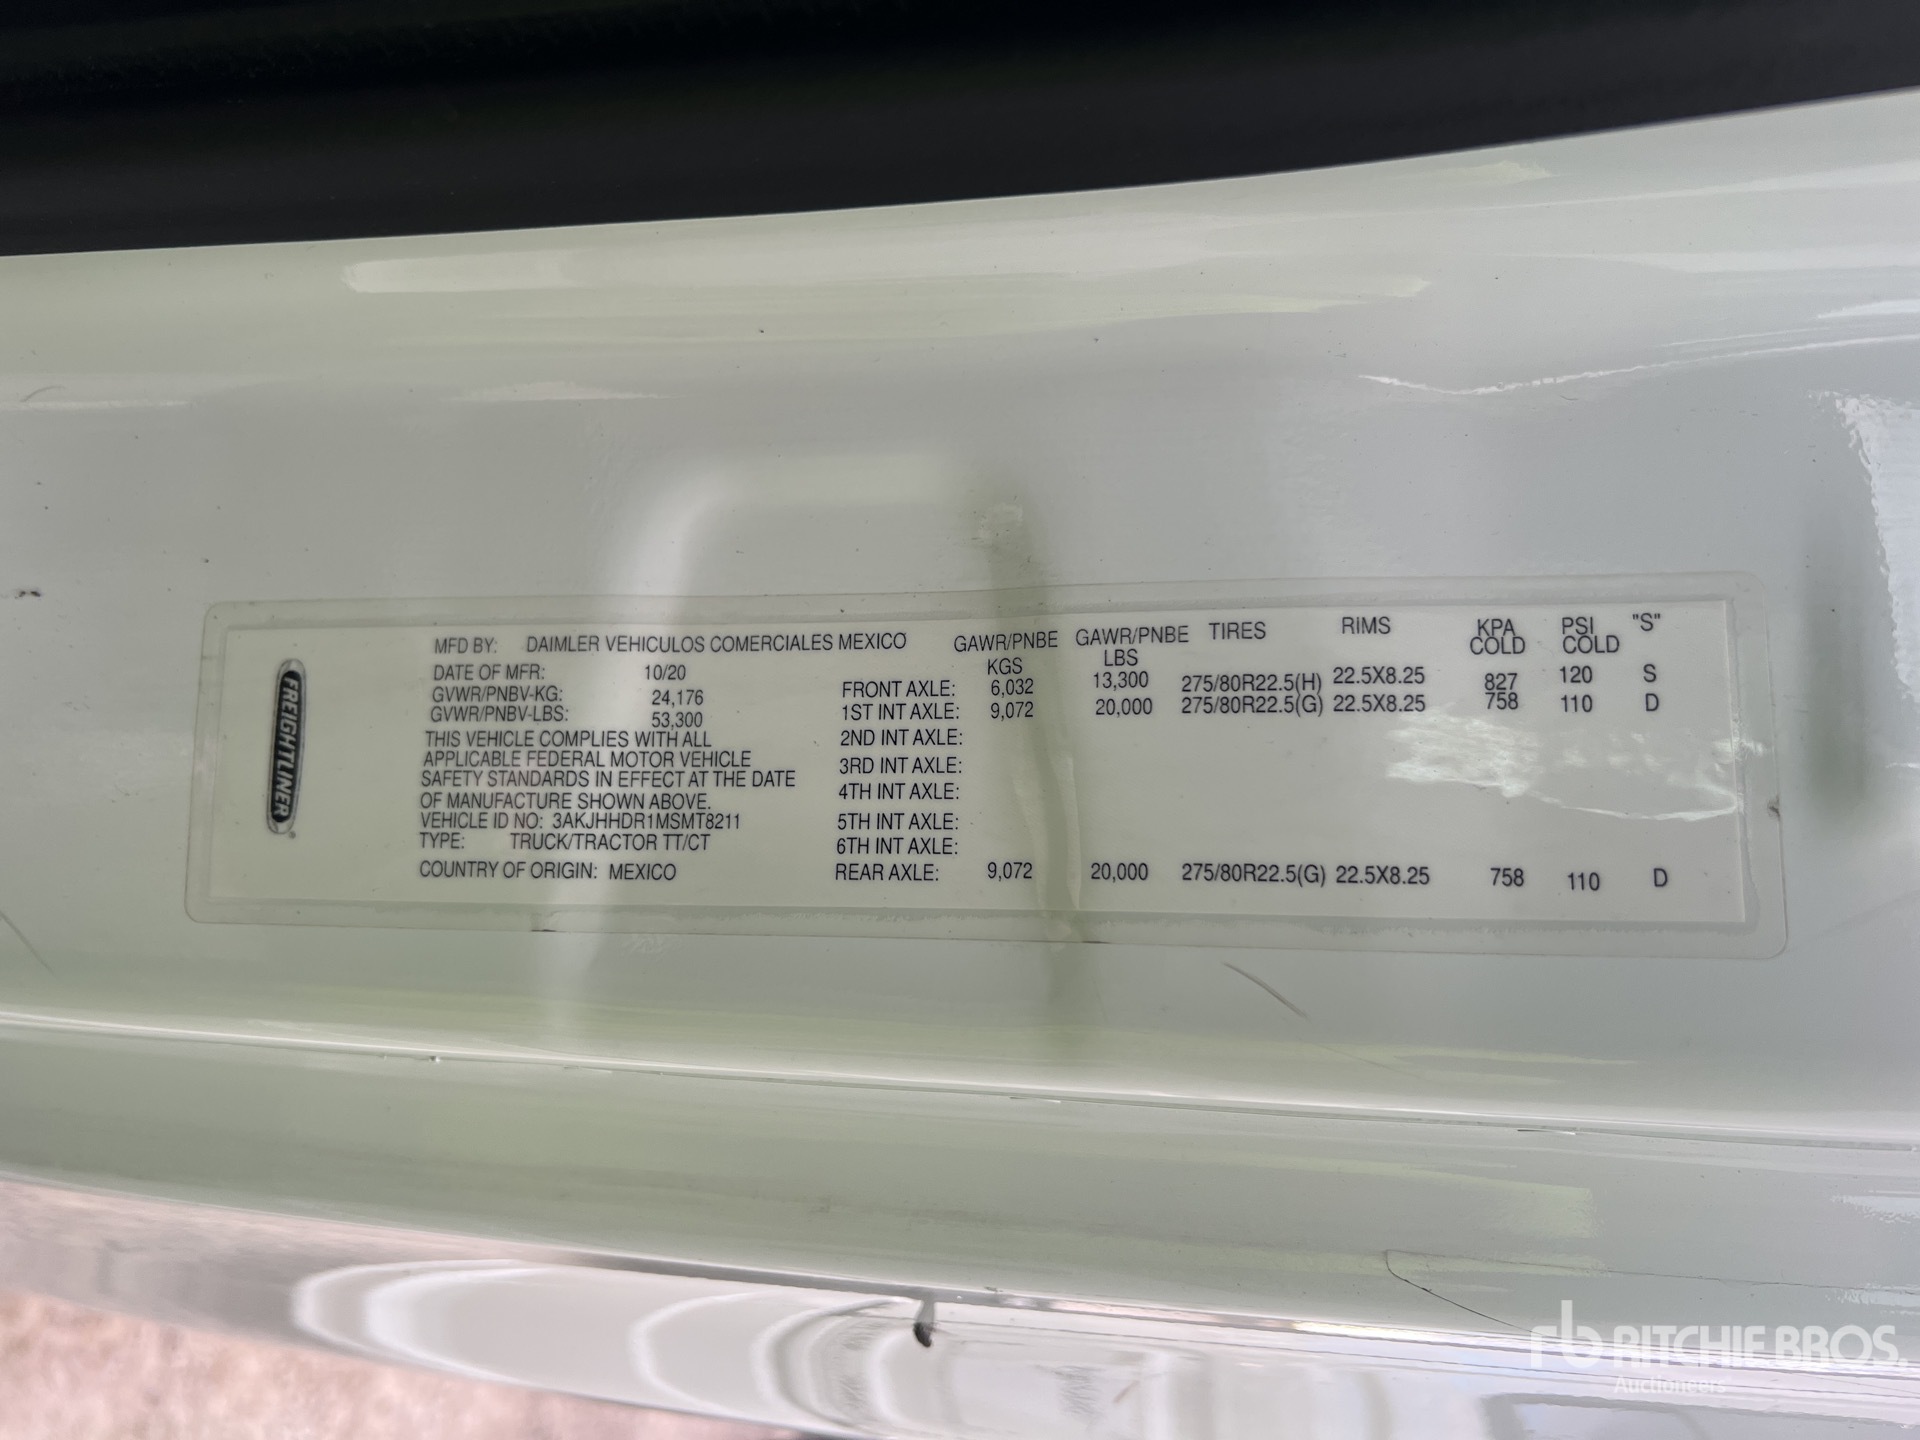 FREIGHTLINER
MFD BY: DAIMLER VEHICULOS COMERCIALES MEXICO
DATE OF MFR: 10/20
GVWR/PNBV-KG: 24,176
GVWR/PNBV-LBS: 53,300
THIS VEHICLE COMPLIES WITH ALL
APPLICABLE FEDERAL MOTOR VEHICLE
SAFETY STANDARDS IN EFFECT AT THE DATE
OF MANUFACTURE SHOWN ABOVE.
VEHICLE ID NO: 3AKJHHDR1MSMT8211
TYPE: TRUCK/TRACTOR TT/CT
COUNTRY OF ORIGIN: MEXICO
GAWR/PNBE GAWR/PNBE TIRES RIMS KPA PSI "S"
KGS LBS COLD COLD
FRONT AXLE: 6,032 13,300 275/80R22.5(H) 22.5X8.25 827 120 S
1ST INT AXLE: 9,072 20,000 275/80R22.5(G) 22.5X8.25 758 110 D
2ND INT AXLE:
3RD INT AXLE:
4TH INT AXLE:
5TH INT AXLE:
6TH INT AXLE:
REAR AXLE: 9,072 20,000 275/80R22.5(G) 22.5X8.25 758 110 D
rb RITCHIE BROS.
Auctioneers